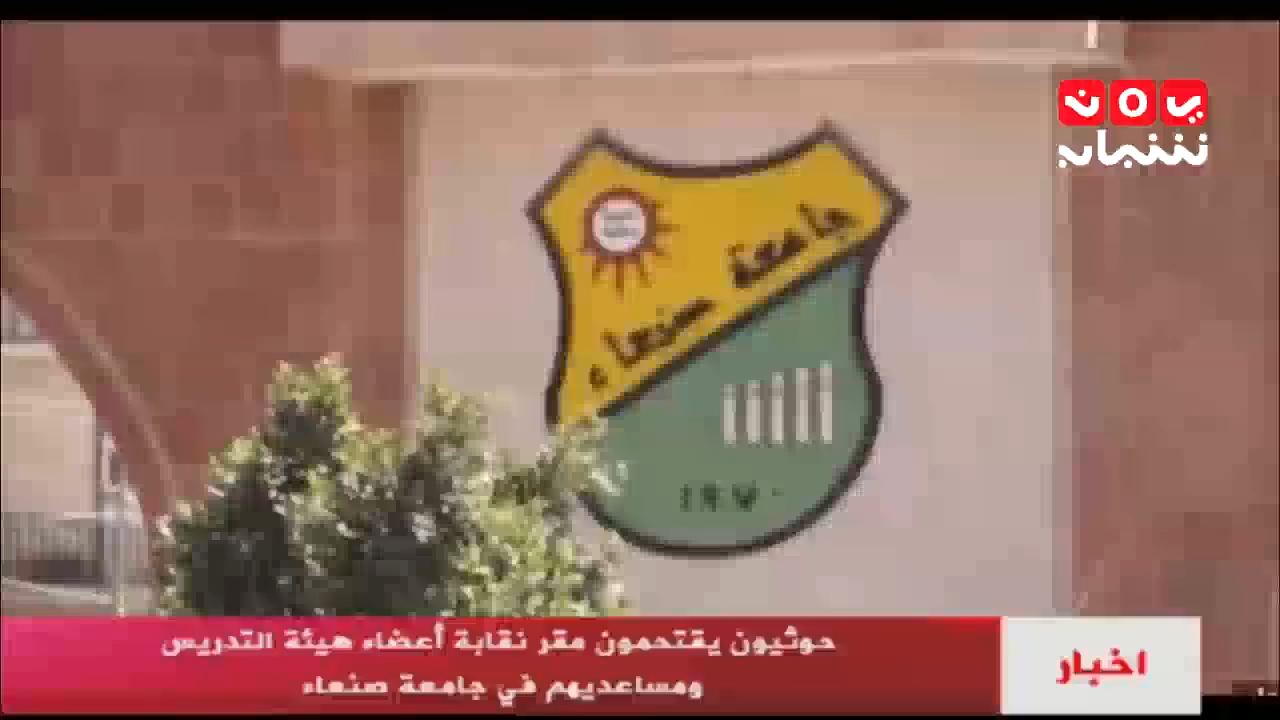 يمن
شباب
جامعة صنعاء
١٩٧٠
حوثيون يقتحمون مقر نقابة أعضاء هيئة التدريس
ومساعديهم في جامعة صنعاء
اخبار